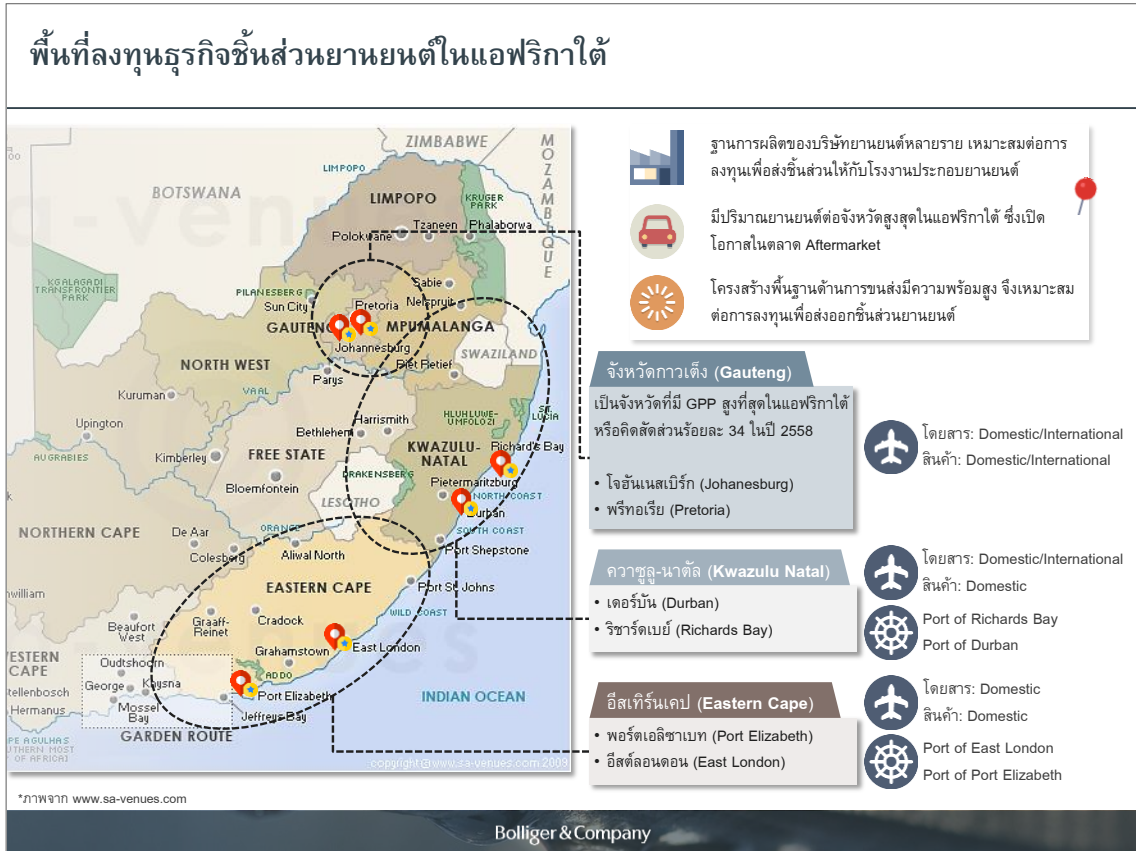 พื้นที่ลงทุนธุรกิจชิ้นส่วนยานยนต์ในแอฟริกาใต้
ZIMBABWE
MOZAMBIQUE
LIMPOPO
BOTSWANA
LIMPOPO
KRUGER
PARK
Tzaneen
Phalaborwa
Polokwane
KGALAGADI
TRANSFRONTIER
PARK
PILANESBERG
Sun City
Sabie
Pretoria
Nelspruit
GAUTENG
MPUMALANGA
Johannesburg
SWAZILAND
NORTH WEST
Piet Retief
Parys
VAAL
Kuruman
HLUHLUWE-
UMFOLOZI
ST.
LUCIA
Harrismith
Upington
Bethlehem
KWAZULU-
NATAL
Richard's Bay
AUGRABIES
Kimberley
FREE STATE
DRAKENSBERG
Bloemfontein
Pietermaritzburg
LESOTHO
NORTH COAST
Durban
ORANGE
SOUTH COAST
NORTHERN CAPE
De Aar
Colesberg
Aliwal North
Port Shepstone
EASTERN CAPE
Port St. Johns
WILD COAST
Beaufort
West
Graaff-
Reinet
Cradock
East London
Grahamstown
WESTERN
CAPE
Oudtshoorn
ADDO
George
Knysna
Port Elizabeth
INDIAN OCEAN
Hermanus
Mossel
Bay
Jeffreys Bay
GARDEN ROUTE
copyright@www.sa-venues.com 2009
*ภาพจาก www.sa-venues.com
ฐานการผลิตของบริษัทยานยนต์หลายราย เหมาะสมต่อการ
ลงทุนเพื่อส่งชิ้นส่วนให้กับโรงงานประกอบยานยนต์
มีปริมาณยานยนต์ต่อจังหวัดสูงสุดในแอฟริกาใต้ ซึ่งเปิด
โอกาสในตลาด Aftermarket
โครงสร้างพื้นฐานด้านการขนส่งมีความพร้อมสูง จึงเหมาะสม
ต่อการลงทุนเพื่อส่งออกชิ้นส่วนยานยนต์
จังหวัดกาวเต็ง (Gauteng)
เป็นจังหวัดที่มี GPP สูงที่สุดในแอฟริกาใต้
หรือคิดสัดส่วนร้อยละ 34 ในปี 2558
• โจฮันเนสเบิร์ก (Johanesburg)
• พรีทอเรีย (Pretoria)
โดยสาร: Domestic/International
สินค้า: Domestic/International
ควาซูลู-นาตัล (Kwazulu Natal)
• เดอร์บัน (Durban)
• ริชาร์ดเบย์ (Richards Bay)
โดยสาร: Domestic/International
สินค้า: Domestic
Port of Richards Bay
Port of Durban
อีสเทิร์นเคป (Eastern Cape)
• พอร์ตเอลิซาเบท (Port Elizabeth)
• อีสต์ลอนดอน (East London)
โดยสาร: Domestic
สินค้า: Domestic
Port of East London
Port of Port Elizabeth
Bolliger & Company